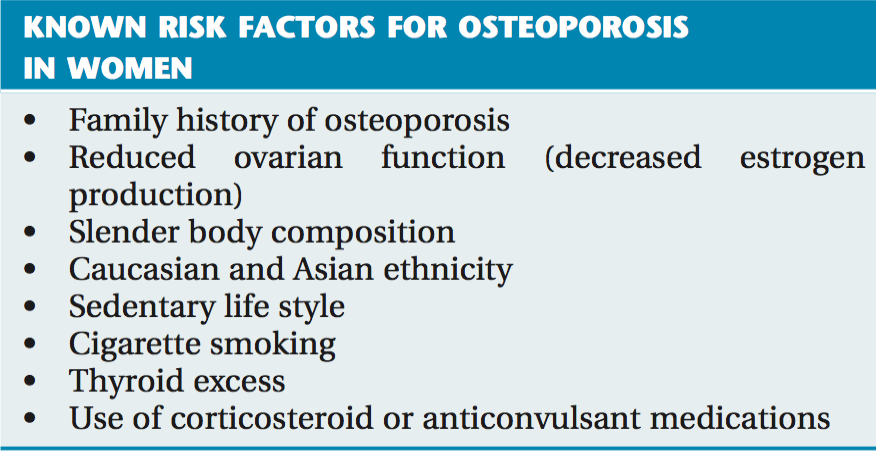 KNOWN RISK FACTORS FOR OSTEOPOROSIS
IN WOMEN
• Family history of osteoporosis
• Reduced ovarian function (decreased estrogen
production)
• Slender body composition
• Caucasian and Asian ethnicity
• Sedentary life style
• Cigarette smoking
• Thyroid excess
• Use of corticosteroid or anticonvulsant medications